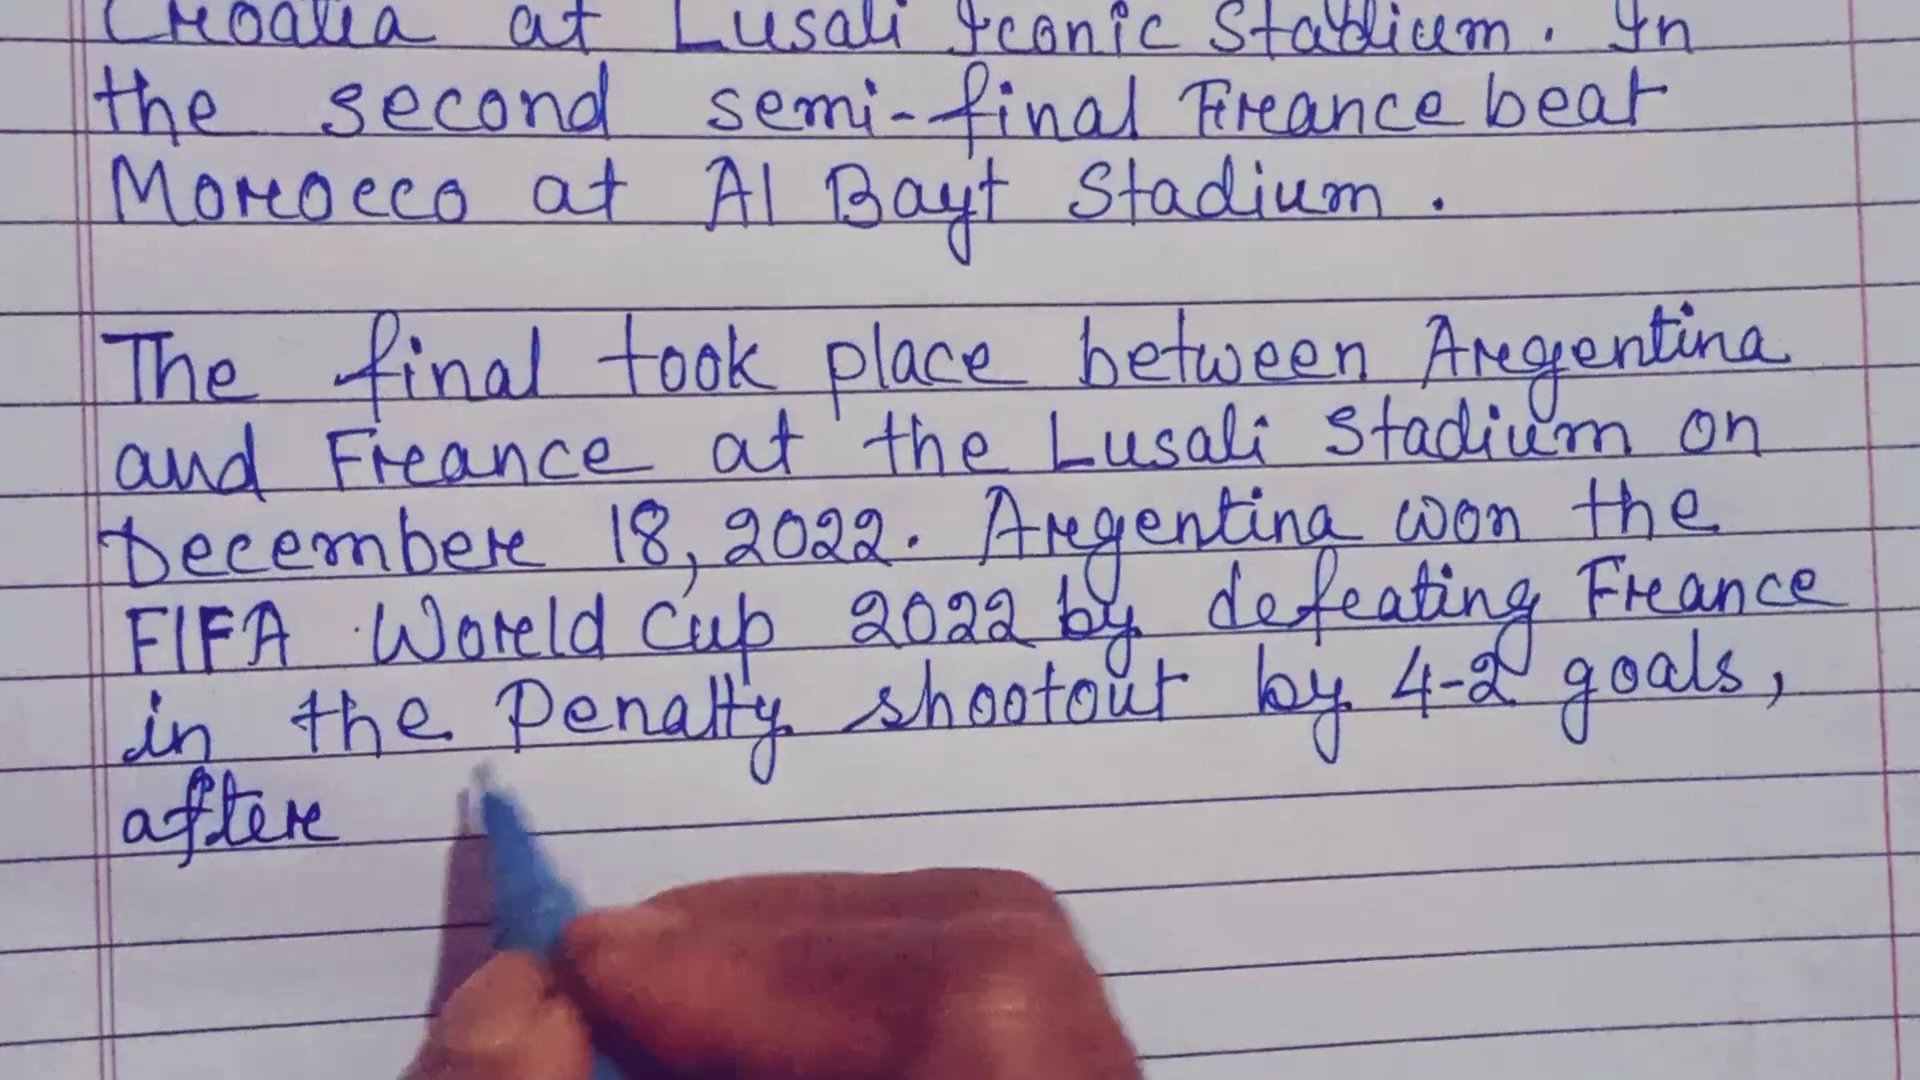 Croatia at Lusali Iconic Stadium. In
the second semi-final France beat
Morocco at Al Bayt Stadium.
The final took place between Argentina
and France at the Lusali Stadium on
December 18, 2022. Argentina won the
FIFA World Cup 2022 by defeating France
in the Penalty shootout by 4-2 goals,
after